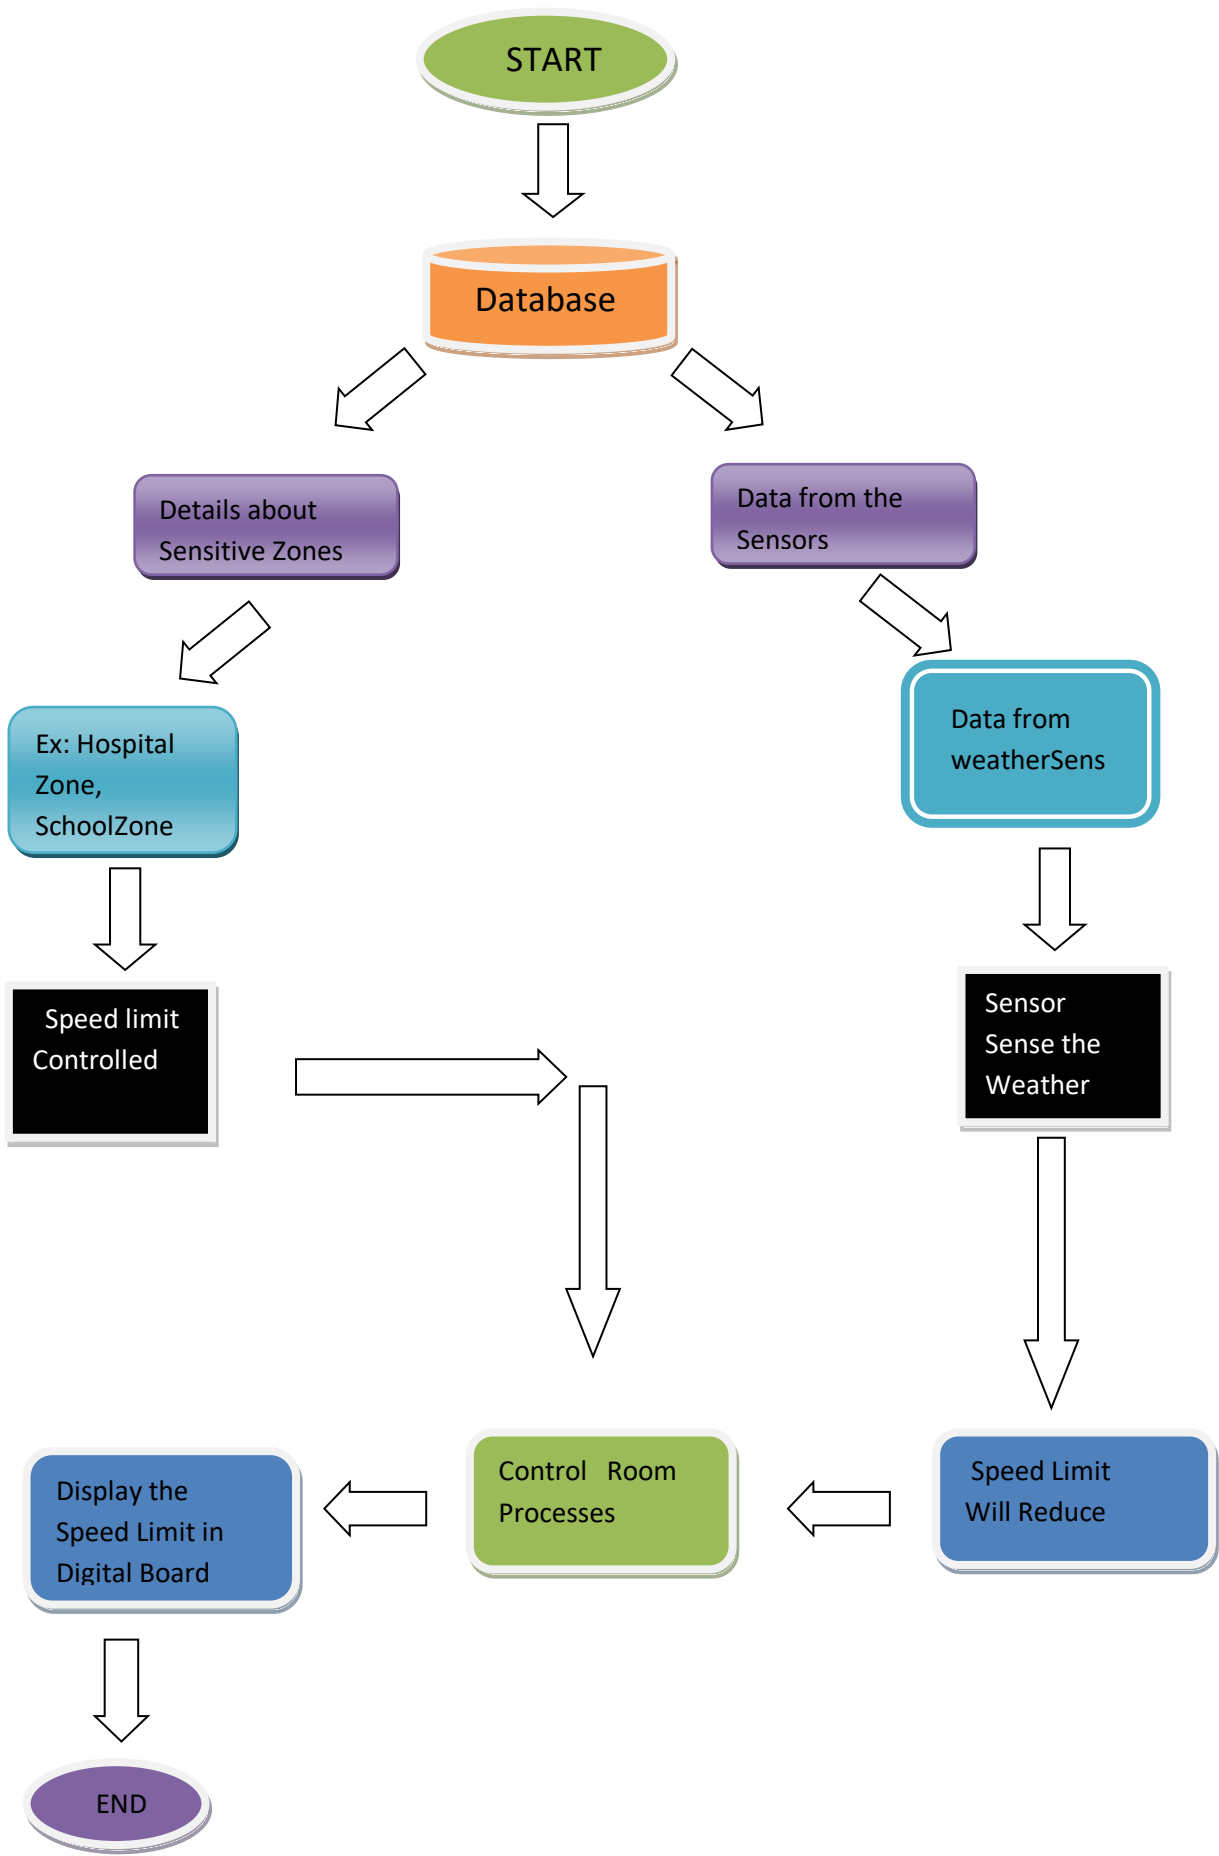 START
Database
Details about
Sensitive Zones
Data from the
Sensors
Ex: Hospital
Zone,
SchoolZone
Data from
weatherSens
Speed limit
Controlled
Sensor
Sense the
Weather
Display the
Speed Limit in
Digital Board
Control Room
Processes
Speed Limit
Will Reduce
END